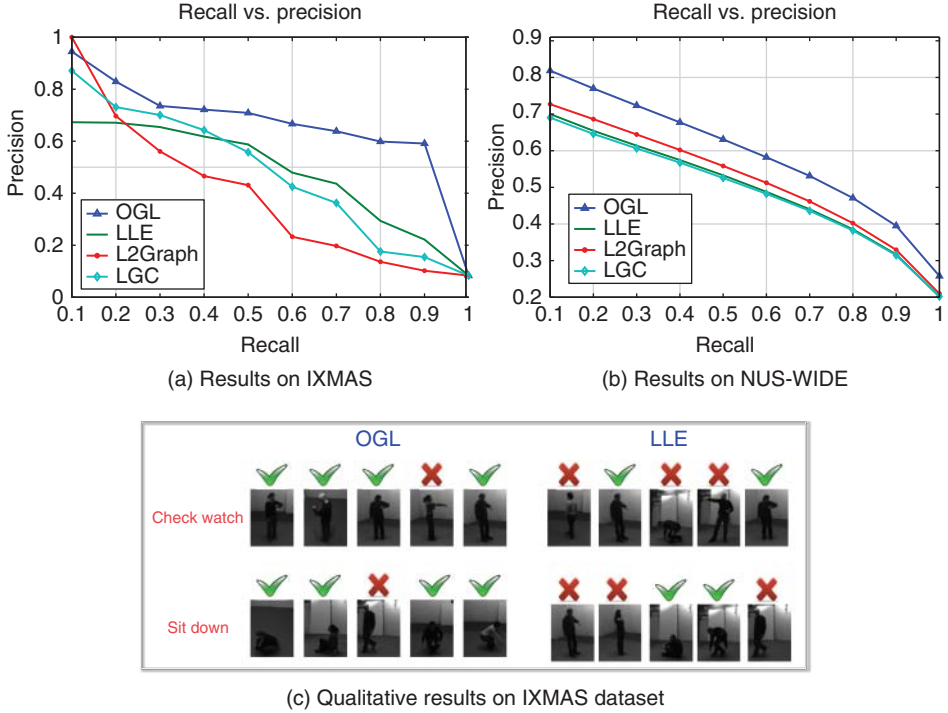 Recall vs. precision
Precision
1
0.8
0.6
0.4
0.2
0
OGL
LLE
L2Graph
LGC
0.1 0.2 0.3 0.4 0.5 0.6 0.7 0.8 0.9 1
Recall
(a) Results on IXMAS
Recall vs. precision
Precision
0.9
0.8
0.7
0.6
0.5
0.4
0.3
0.2
OGL
LLE
L2Graph
LGC
0.1 0.2 0.3 0.4 0.5 0.6 0.7 0.8 0.9 1
Recall
(b) Results on NUS-WIDE
OGL LLE
Check watch
Sit down
(c) Qualitative results on IXMAS dataset